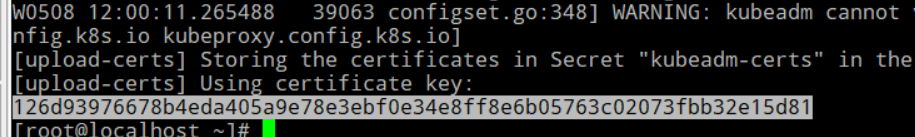 W0508 12:00:11.265488   39063 configset.go:348] WARNING: kubeadm cannot
nfig.k8s.io kubeproxy.config.k8s.io]
[upload-certs] Storing the certificates in Secret "kubeadm-certs" in the
[upload-certs] Using certificate key:
126d93976678b4eda405a9e78e3ebf0e34e8ff8e6b05763c02073fbb32e15d81
[root@localhost ~]#